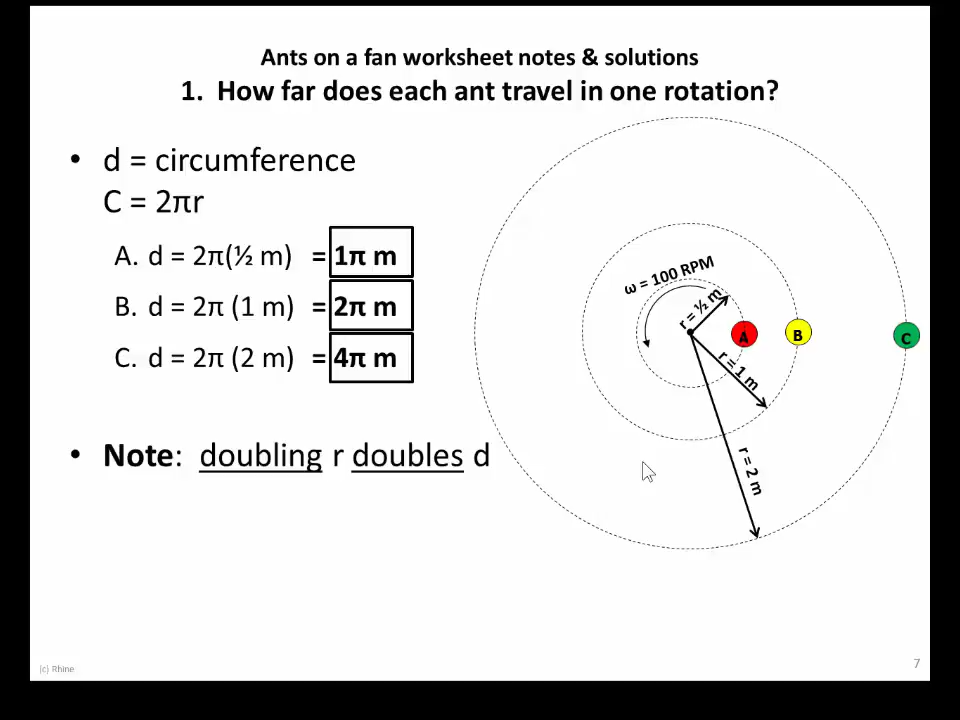 Ants on a fan worksheet notes & solutions
1. How far does each ant travel in one rotation?
• d = circumference
C = 2πr
A. d = 2π(½ m) = 1π m
B. d = 2π (1 m) = 2π m
C. d = 2π (2 m) = 4π m
• Note: doubling r doubles d
ω = 100 RPM
r = ½ m
A
B
C
r = 1 m
r = 2 m
(c) Rhine
7